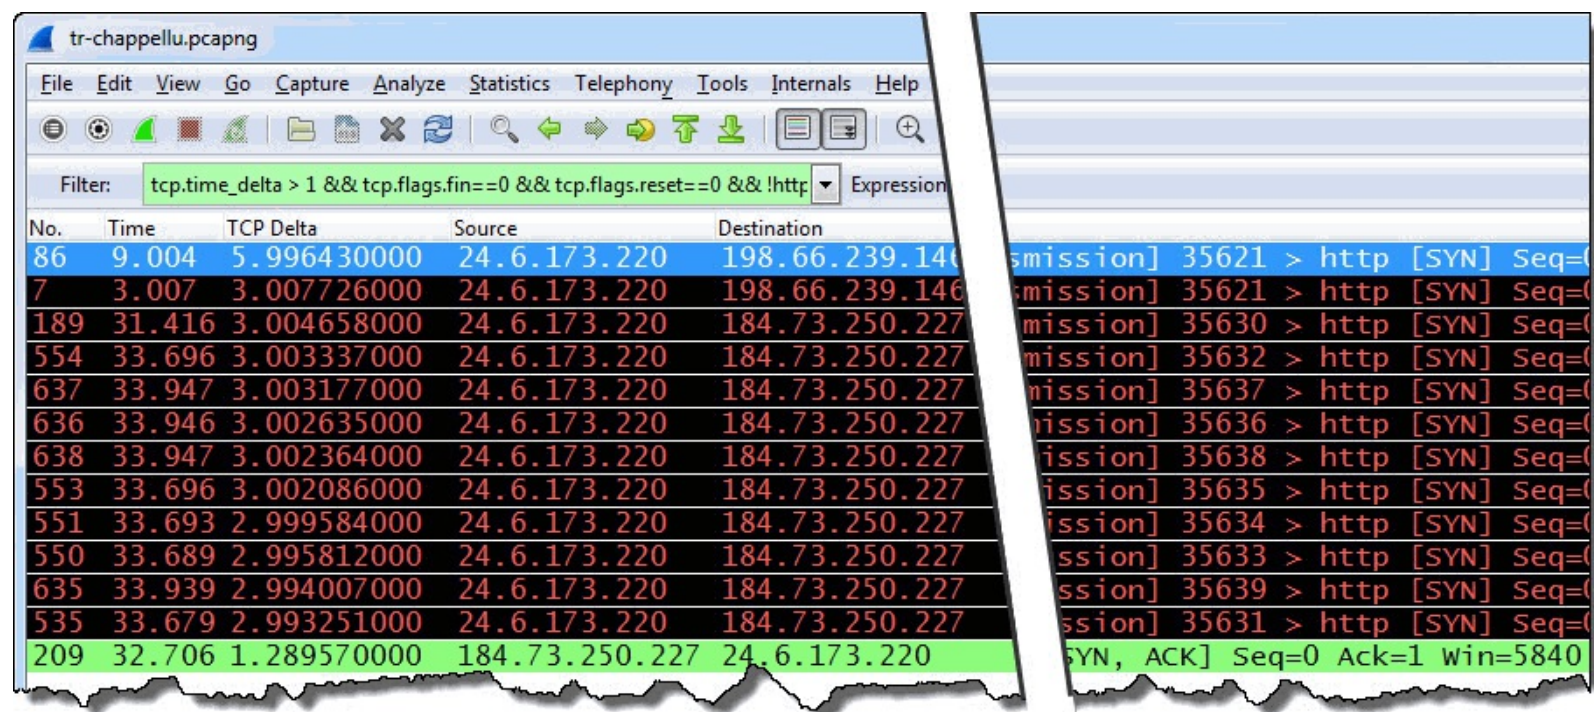 tr-chappellu.pcapng
File Edit View Go Capture Analyze Statistics Telephony Tools Internals Help
Filter: tcp.time_delta > 1 && tcp.flags.fin==0 && tcp.flags.reset==0 && !http Expression
No. Time TCP Delta Source Destination
86 9.004 5.996430000 24.6.173.220 198.66.239.146 smission] 35621 > http [SYN] Seq=0
7 3.007 3.007726000 24.6.173.220 198.66.239.146 mission] 35621 > http [SYN] Seq=0
189 31.416 3.004658000 24.6.173.220 184.73.250.227 mission] 35630 > http [SYN] Seq=0
554 33.696 3.003337000 24.6.173.220 184.73.250.227 mission] 35632 > http [SYN] Seq=0
637 33.947 3.003177000 24.6.173.220 184.73.250.227 mission] 35637 > http [SYN] Seq=0
636 33.946 3.002635000 24.6.173.220 184.73.250.227 ission] 35636 > http [SYN] Seq=0
638 33.947 3.002364000 24.6.173.220 184.73.250.227 ission] 35638 > http [SYN] Seq=0
553 33.696 3.002086000 24.6.173.220 184.73.250.227 ission] 35635 > http [SYN] Seq=0
551 33.693 2.999584000 24.6.173.220 184.73.250.227 ssion] 35634 > http [SYN] Seq=0
550 33.689 2.995812000 24.6.173.220 184.73.250.227 ssion] 35633 > http [SYN] Seq=0
635 33.939 2.994007000 24.6.173.220 184.73.250.227 ssion] 35639 > http [SYN] Seq=0
535 33.679 2.993251000 24.6.173.220 184.73.250.227 ssion] 35631 > http [SYN] Seq=0
209 32.706 1.289570000 184.73.250.227 24.6.173.220 SYN, ACK] Seq=0 Ack=1 Win=5840